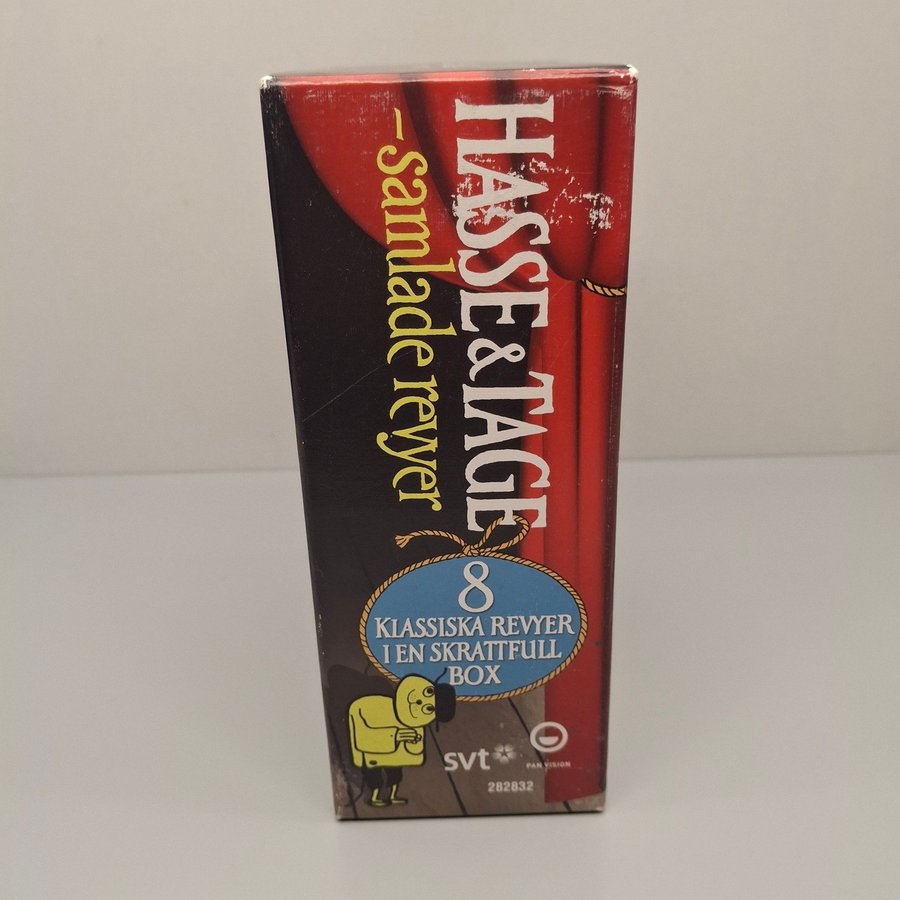 HASSE & TAGE
–Samlade revyer
8
KLASSISKA REVYER
I EN SKRATTFULL
BOX
svt
PAN VISION
282832